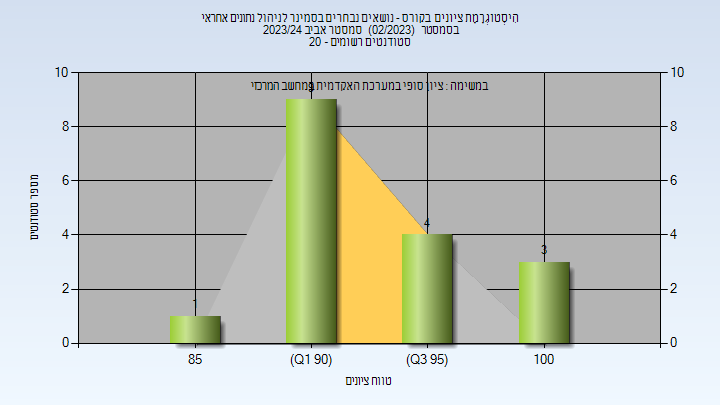 היסטוגרמת ציונים בקורס - נושאים נבחרים בסמינר לניהול נתונים אחראי
בסמסטר (02/2023) סמסטר אביב 2023/24
סטודנטים רשומים - 20
במשימה : ציון סופי במערכת האקדמית במחשב המרכזי
10 10
9
8 8
6 6
4
4 4
3
2 2
1
0 0
מספר סטודנטים
85 (Q1 90) (Q3 95) 100
טווח ציונים